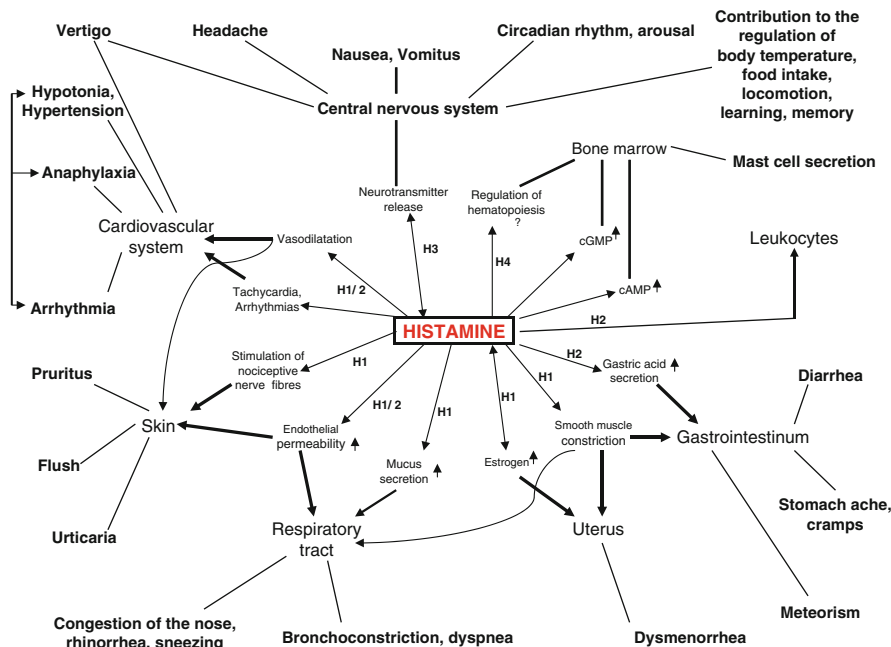 Vertigo
Headache
Nausea, Vomitus
Circadian rhythm, arousal
Contribution to the
regulation of
body temperature,
food intake,
locomotion,
learning, memory
Hypotonia,
Hypertension
Central nervous system
Bone marrow
Mast cell secretion
Anaphylaxia
Neurotransmitter
release
Regulation of
hematopoiesis
?
Cardiovascular
system
Vasodilatation
H3
H4
cGMP
Leukocytes
Arrhythmia
Tachycardia,
Arrhythmias
H1/ 2
cAMP
H2
HISTAMINE
Pruritus
Stimulation of
nociceptive
nerve fibres
H1
H2
Gastric acid
secretion
Diarrhea
H1/ 2
H1
H1
H1
Skin
Endothelial
permeability
Smooth muscle
constriction
Gastrointestinum
Flush
Mucus
secretion
Estrogen
Urticaria
Respiratory
tract
Uterus
Stomach ache,
cramps
Congestion of the nose,
rhinorrhea, sneezing
Bronchoconstriction, dyspnea
Dysmenorrhea
Meteorism